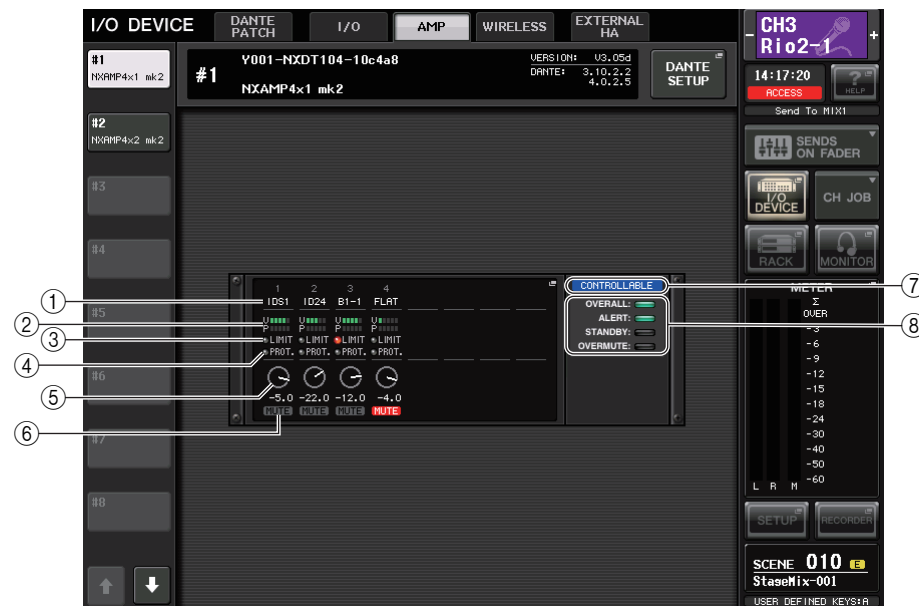 I/O DEVICE
DANTE PATCH
I/O
AMP
WIRELESS
EXTERNAL HA
CH3
Rio2-1
- +
#1
NXAMP4x1 mk2
#1
Y001-NXDT104-10c4a8
NXAMP4x1 mk2
VERSION: V3.05d
DANTE: 3.10.2.2
4.0.2.5
DANTE SETUP
14:17:20
ACCESS
? HELP
Send To MIX1
#2
NXAMP4x2 mk2
SENDS ON FADER
#3
I/O DEVICE
CH JOB
#4
RACK
MONITOR
1 2 3 4
① IDS1 ID24 B1-1 FLAT
CONTROLLABLE ⑦
METER
#5
② V V V V
P P P P
③ LIMIT LIMIT LIMIT LIMIT
④ PROT. PROT. PROT. PROT.
OVERALL:
ALERT:
STANDBY:
OVERMUTE:
⑧
Σ
OVER
-3
-6
-9
-12
-15
-18
-24
-30
-40
-50
-60
L R M
#6
⑤ -5.0 -22.0 -12.0 -4.0
⑥ MUTE MUTE MUTE MUTE
#7
#8
SETUP
RECORDER
SCENE 010 E
StageMix-001
USER DEFINED KEYS:A